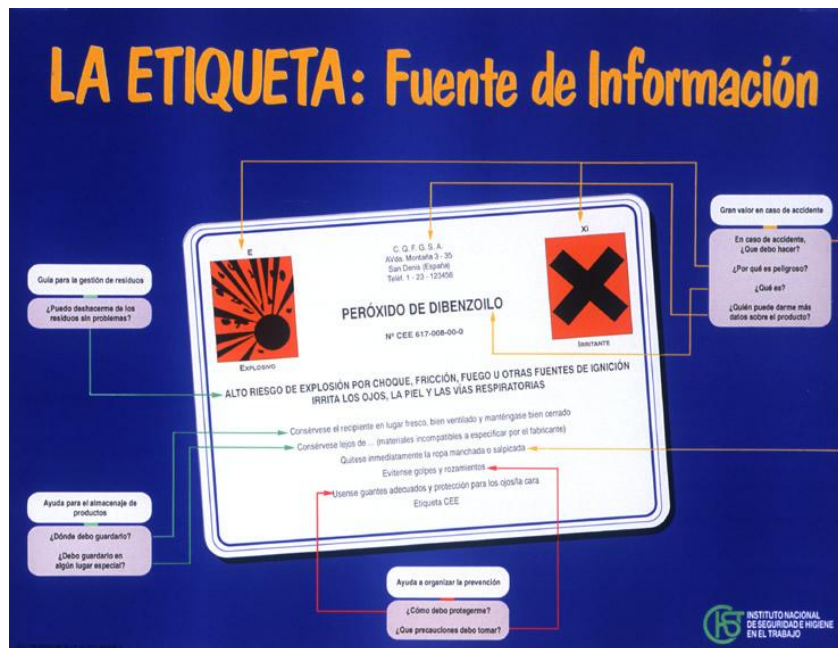 LA ETIQUETA: Fuente de Información
Gran valor en caso de accidente
En caso de accidente,
¿Que debo hacer?
¿Por qué es peligroso?
¿Qué es?
¿Quién puede darme más
datos sobre el producto?
Guía para la gestión de residuos
¿Puedo deshacerme de los
residuos sin problemas?
E
C. Q. F. G. S. A.
AVda. Montaña 3 - 35
San Denis (España)
Teléf. 1 - 23 - 123456
Xi
PERÓXIDO DE DIBENZOILO
Nº CEE 617-008-00-0
EXPLOSIVO
IRRITANTE
ALTO RIESGO DE EXPLOSIÓN POR CHOQUE, FRICCIÓN, FUEGO U OTRAS FUENTES DE IGNICIÓN
IRRITA LOS OJOS, LA PIEL Y LAS VÍAS RESPIRATORIAS
Consérvese el recipiente en lugar fresco, bien ventilado y manténgase bien cerrado
Consérvese lejos de ... (materiales incompatibles a especificar por el fabricante)
Quítese inmediatamente la ropa manchada o salpicada
Evítense golpes y rozamientos
Usense guantes adecuados y protección para los ojos/la cara
Etiqueta CEE
Ayuda para el almacenaje de
productos
¿Dónde debo guardarlo?
¿Debo guardarlo en
algún lugar especial?
Ayuda a organizar la prevención
¿Cómo debo protegerme?
¿Que precauciones debo tomar?
INSTITUTO NACIONAL
DE SEGURIDAD E HIGIENE
EN EL TRABAJO